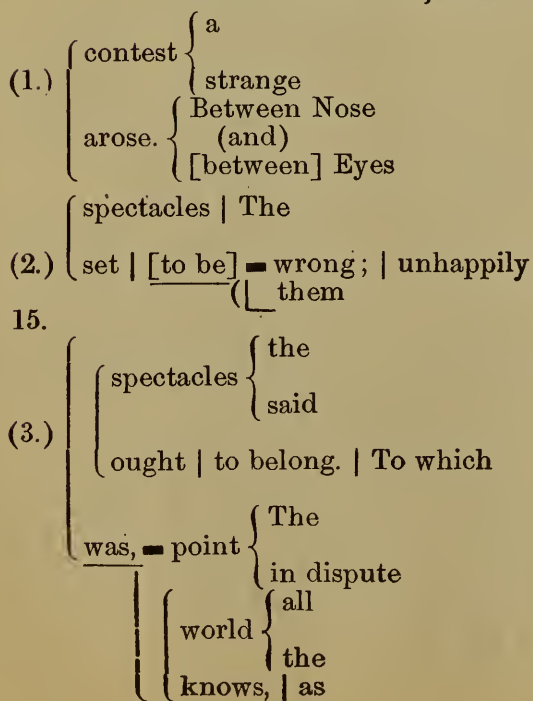 contest a
strange
(1.)
arose. Between Nose
(and)
[between] Eyes
spectacles | The
(2.) set | [to be] wrong; | unhappily
( them
15.
spectacles the
said
(3.)
ought | to belong. | To which
was, point The
in dispute
world all
the
knows, | as